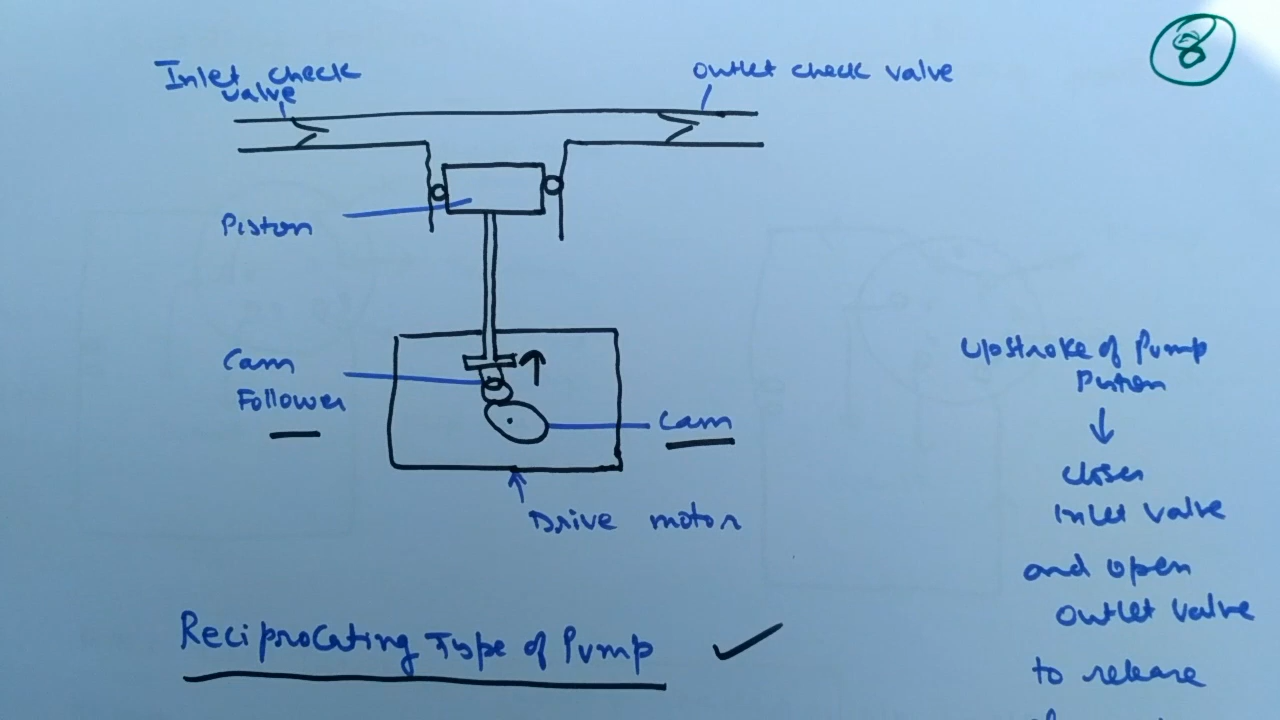 8
Inlet check
valve
outlet check valve
Piston
Cam
Follower
Cam
Drive motor
Reciprocating Type of Pump
Upstroke of Pump
Piston
closes
inlet valve
and open
outlet valve
to release